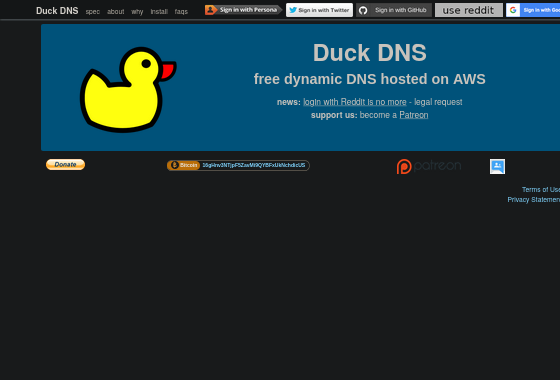 Duck DNS spec about why install faqs Sign in with Persona Sign in with Twitter Sign in with GitHub use reddit Sign in with Goo
Duck DNS
free dynamic DNS hosted on AWS
news: login with Reddit is no more - legal request
support us: become a Patreon
Donate Bitcoin patreon
Terms of Use
Privacy Statement